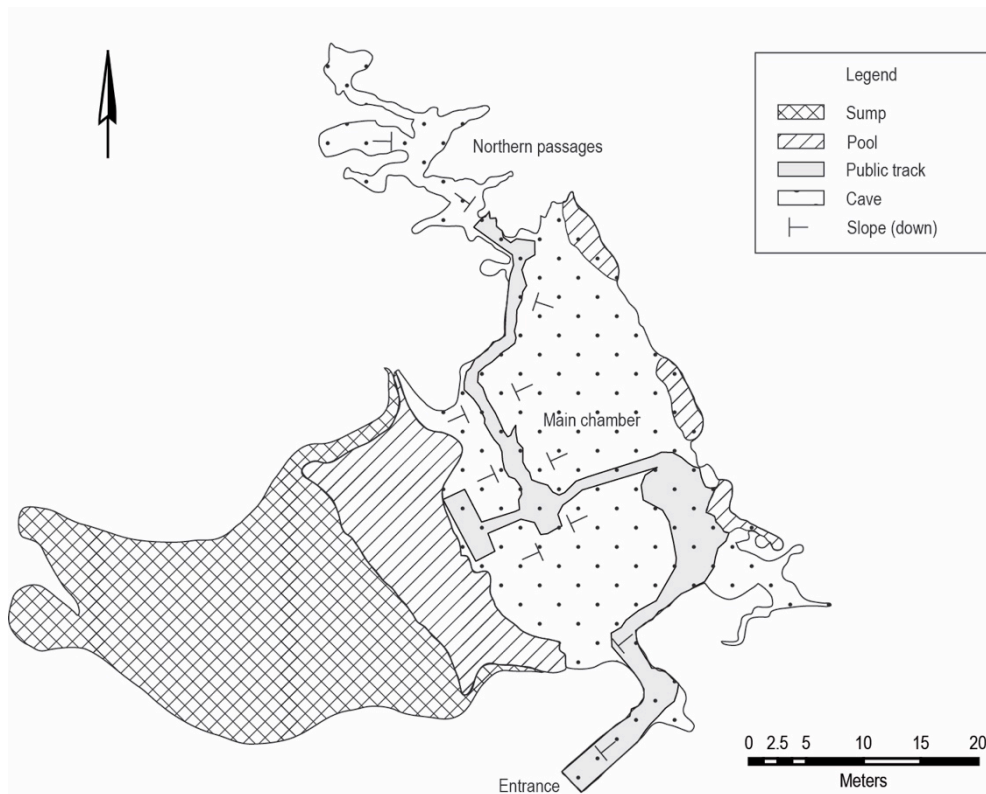 Legend
Sump
Pool
Public track
Cave
Slope (down)
Northern passages
Main chamber
Entrance
0 2.5 5 10 15 20
Meters